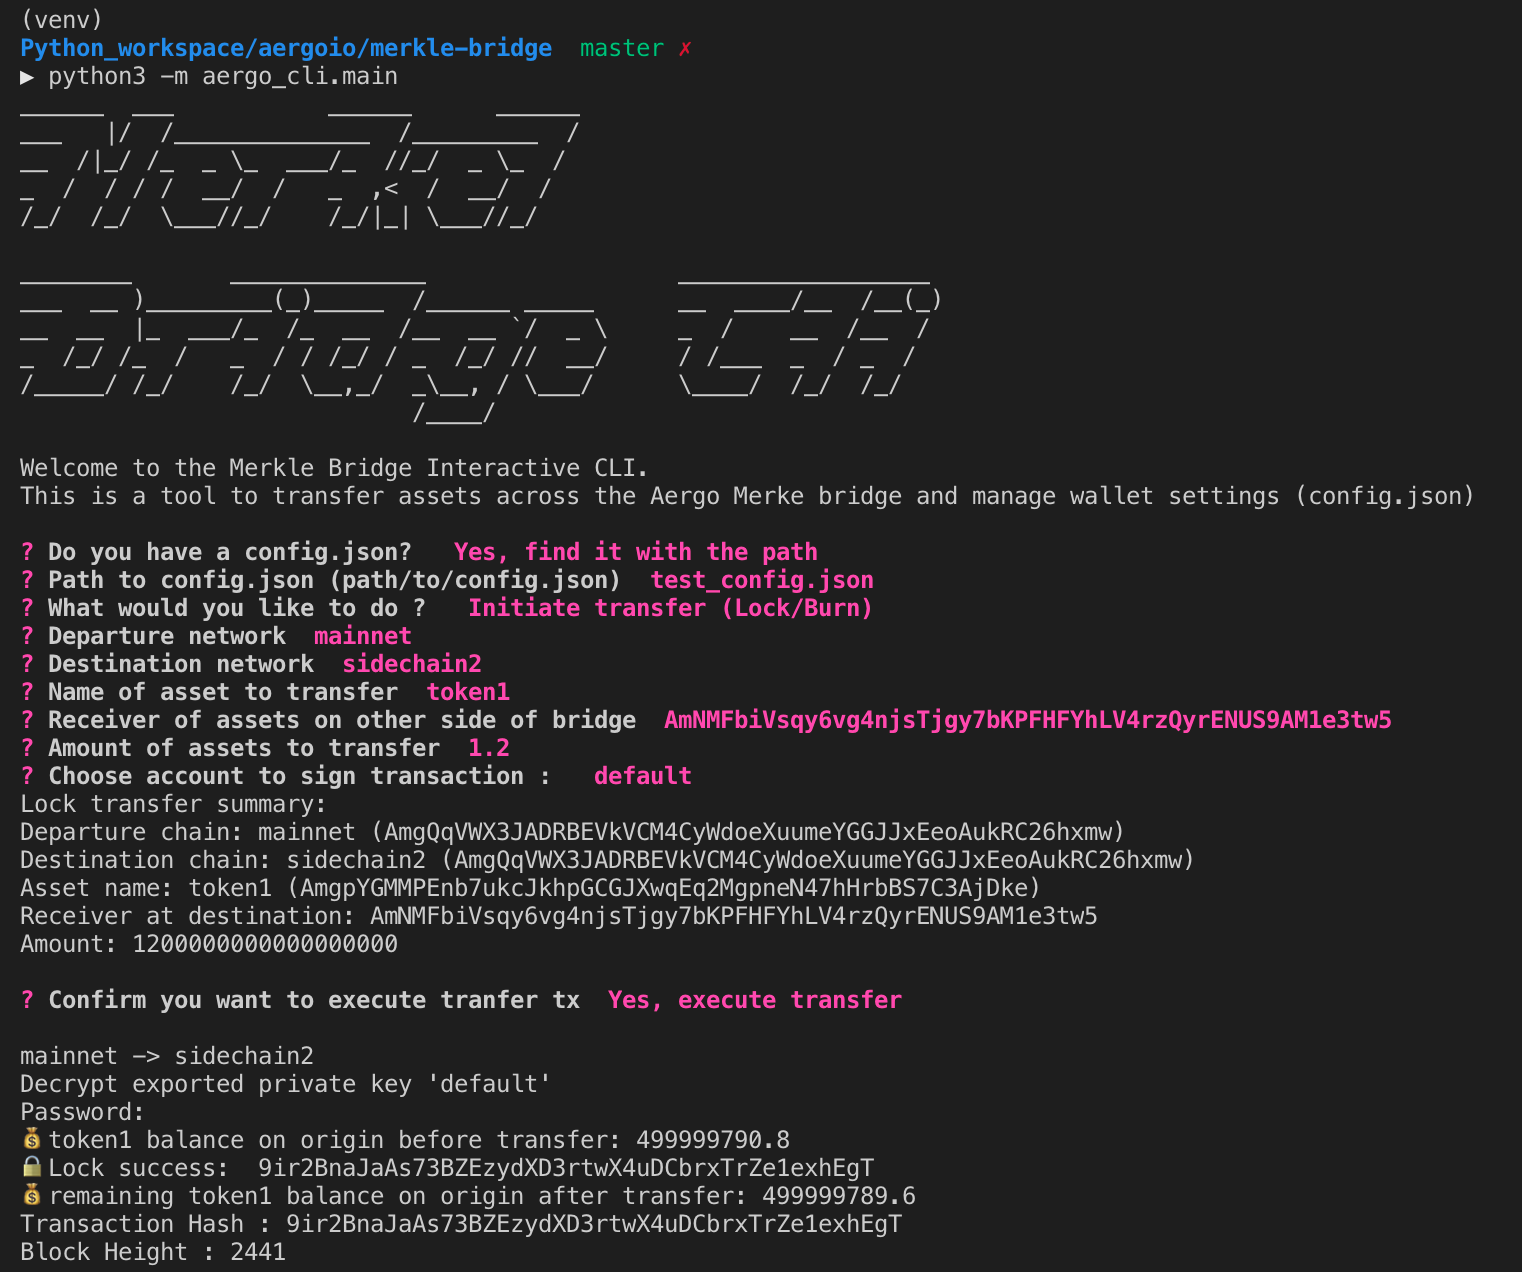 (venv)
Python_workspace/aergoio/merkle-bridge  master ✗
▶ python3 -m aergo_cli.main
Merkel
Bridge Cli
Welcome to the Merkle Bridge Interactive CLI.
This is a tool to transfer assets across the Aergo Merke bridge and manage wallet settings (config.json)
? Do you have a config.json?   Yes, find it with the path
? Path to config.json (path/to/config.json)  test_config.json
? What would you like to do ?   Initiate transfer (Lock/Burn)
? Departure network  mainnet
? Destination network  sidechain2
? Name of asset to transfer  token1
? Receiver of assets on other side of bridge  AmNMFbiVsqy6vg4njsTjgy7bKPFHFYhLV4rzQyrENUS9AM1e3tw5
? Amount of assets to transfer  1.2
? Choose account to sign transaction :   default
Lock transfer summary:
Departure chain: mainnet (AmgQqVWX3JADRBEVkVCM4CyWdoeXuumeYGGJJxEeoAukRC26hxmw)
Destination chain: sidechain2 (AmgQqVWX3JADRBEVkVCM4CyWdoeXuumeYGGJJxEeoAukRC26hxmw)
Asset name: token1 (AmgpYGMMPEnb7ukcJkhpGCGJXwqEq2MgpneN47hHrbBS7C3AjDke)
Receiver at destination: AmNMFbiVsqy6vg4njsTjgy7bKPFHFYhLV4rzQyrENUS9AM1e3tw5
Amount: 1200000000000000000
? Confirm you want to execute tranfer tx  Yes, execute transfer
mainnet -> sidechain2
Decrypt exported private key 'default'
Password:
💰token1 balance on origin before transfer: 499999790.8
🔒Lock success:  9ir2BnaJaAs73BZEzydXD3rtwX4uDCbrxTrZe1exhEgT
💰remaining token1 balance on origin after transfer: 499999789.6
Transaction Hash : 9ir2BnaJaAs73BZEzydXD3rtwX4uDCbrxTrZe1exhEgT
Block Height : 2441